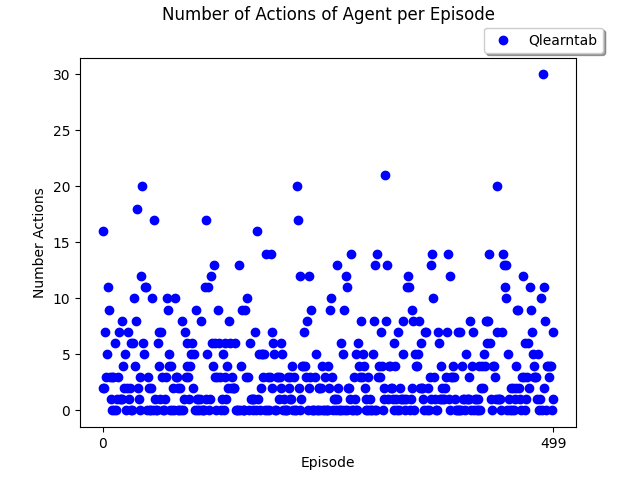 Number of Actions of Agent per Episode
Qlearntab
30
25
20
15
10
5
0
Number Actions
0
499
Episode